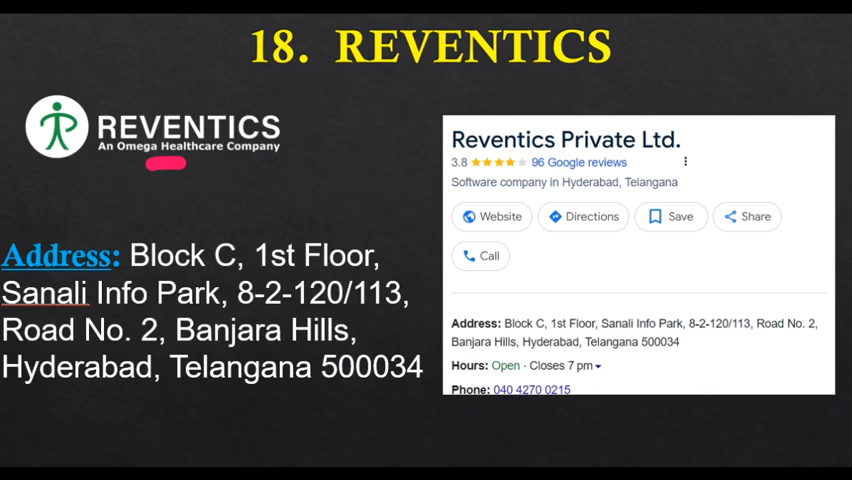 18. REVENTICS
REVENTICS
An Omega Healthcare Company
Address: Block C, 1st Floor,
Sanali Info Park, 8-2-120/113,
Road No. 2, Banjara Hills,
Hyderabad, Telangana 500034
Reventics Private Ltd.
3.8 96 Google reviews
Software company in Hyderabad, Telangana
Website Directions Save Share
Call
Address: Block C, 1st Floor, Sanali Info Park, 8-2-120/113, Road No. 2,
Banjara Hills, Hyderabad, Telangana 500034
Hours: Open · Closes 7 pm
Phone: 040 4270 0215